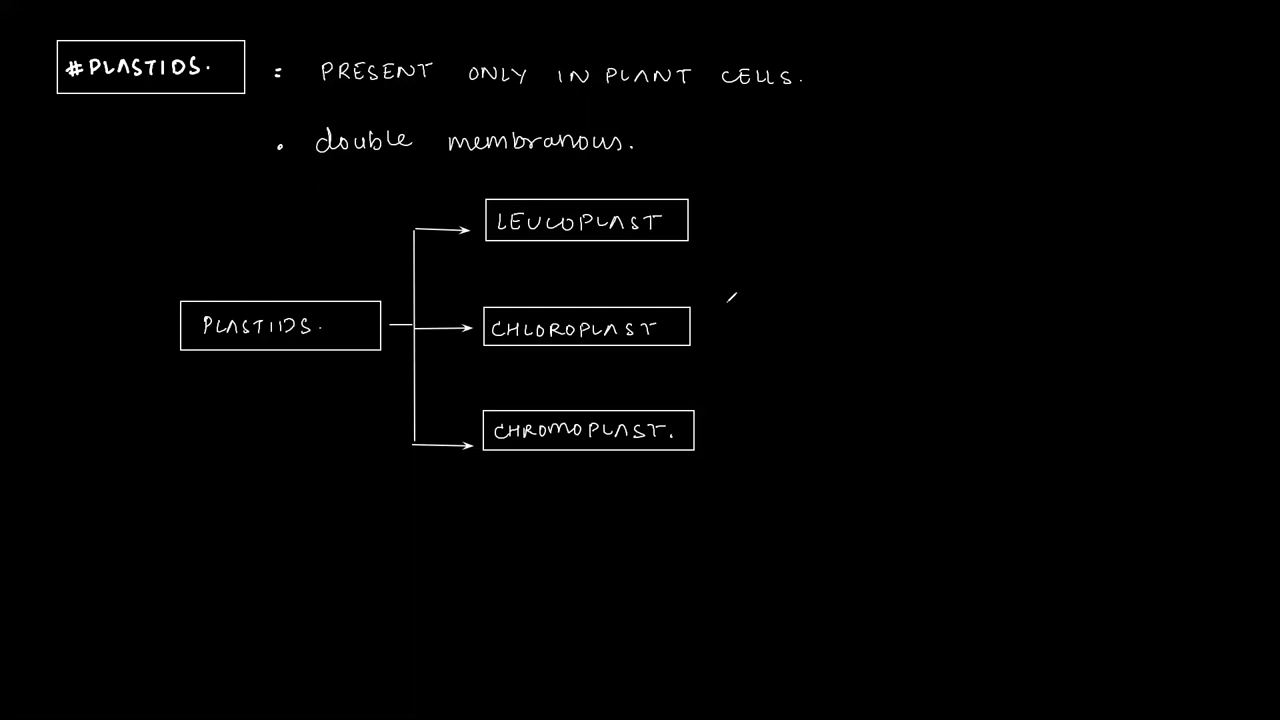 #PLASTIDS. : PRESENT ONLY IN PLANT CELLS.
. double membranous.
LEUCOPLAST
PLASTIDS.
CHLOROPLAST
CHROMOPLAST.